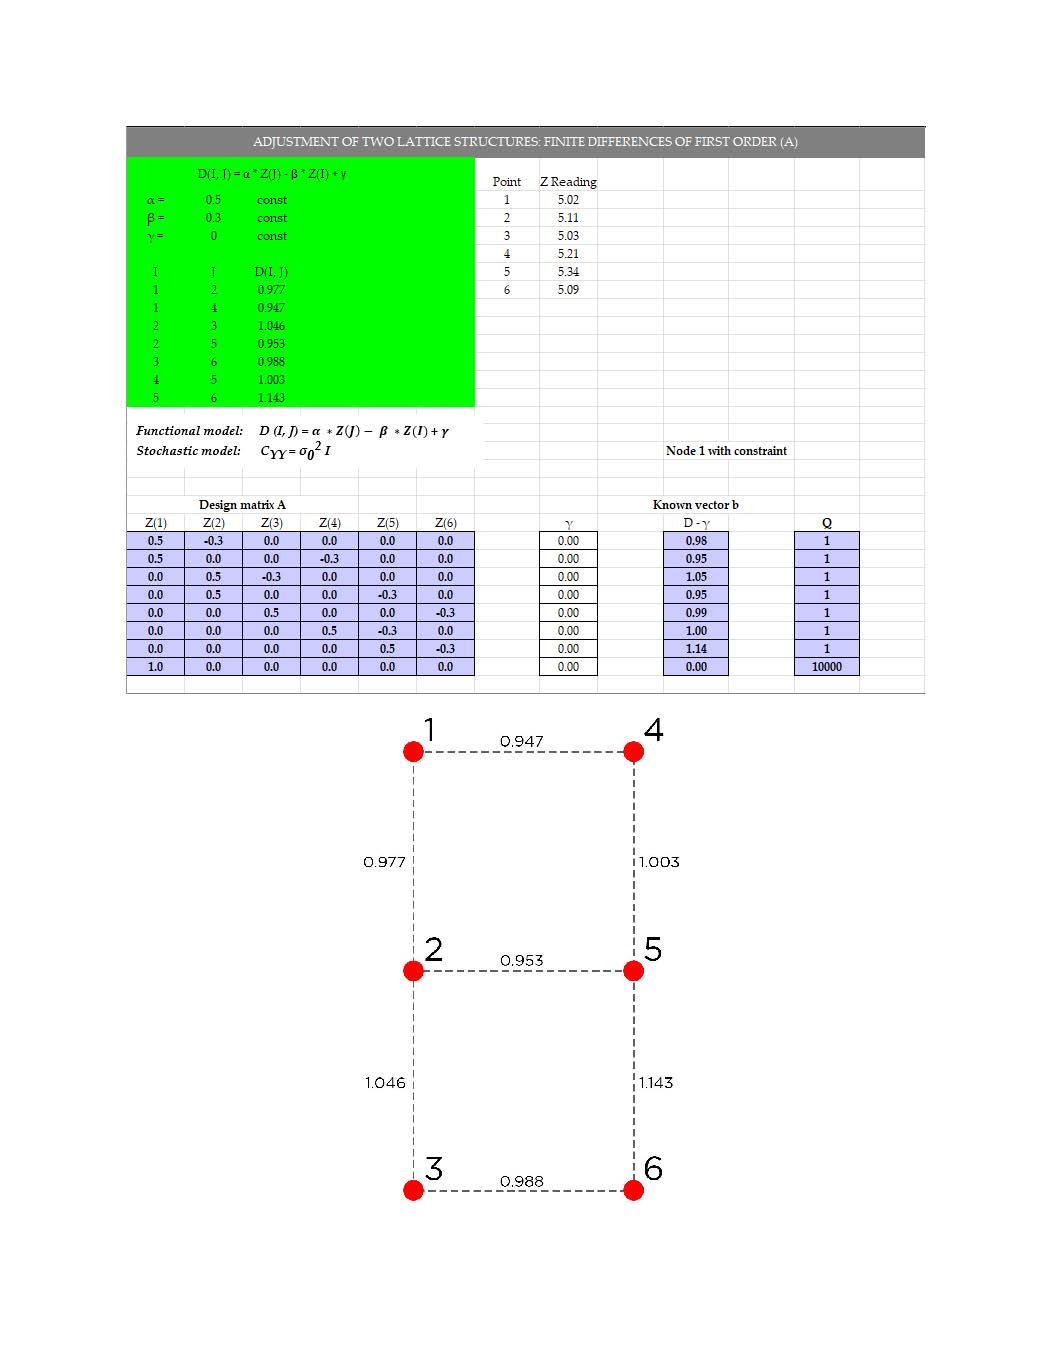 ADJUSTMENT OF TWO LATTICE STRUCTURES: FINITE DIFFERENCES OF FIRST ORDER (A)
D(I, J) = α * Z(J) - β * Z(I) + γ
Point Z Reading
α = 0.5 const 1 5.02
β = 0.3 const 2 5.11
γ = 0 const 3 5.03
4 5.21
I J D(I, J) 5 5.34
1 2 0.977 6 5.09
1 4 0.947
2 3 1.046
2 5 0.953
3 6 0.988
4 5 1.003
5 6 1.143
Functional model: D (I, J) = α * Z(J) − β * Z(I) + γ
Stochastic model: CYY = σ0² I Node 1 with constraint
Design matrix A Known vector b
Z(1) Z(2) Z(3) Z(4) Z(5) Z(6) γ D - γ Q
0.5 -0.3 0.0 0.0 0.0 0.0 0.00 0.98 1
0.5 0.0 0.0 -0.3 0.0 0.0 0.00 0.95 1
0.0 0.5 -0.3 0.0 0.0 0.0 0.00 1.05 1
0.0 0.5 0.0 0.0 -0.3 0.0 0.00 0.95 1
0.0 0.0 0.5 0.0 0.0 -0.3 0.00 0.99 1
0.0 0.0 0.0 0.5 -0.3 0.0 0.00 1.00 1
0.0 0.0 0.0 0.0 0.5 -0.3 0.00 1.14 1
1.0 0.0 0.0 0.0 0.0 0.0 0.00 0.00 10000
1 0.947 4
0.977 1.003
2 0.953 5
1.046 1.143
3 0.988 6